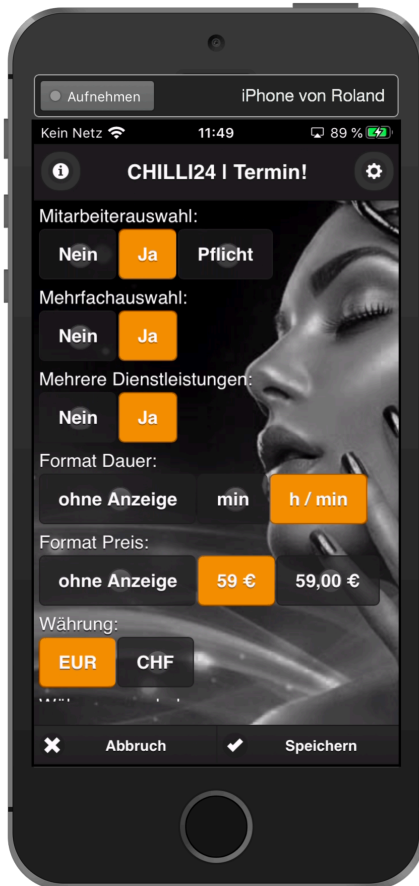 Aufnehmen iPhone von Roland
Kein Netz 11:49 89 %
CHILLI24 I Termin!
Mitarbeiterauswahl:
Nein Ja Pflicht
Mehrfachauswahl:
Nein Ja
Mehrere Dienstleistungen:
Nein Ja
Format Dauer:
ohne Anzeige min h / min
Format Preis:
ohne Anzeige 59 € 59,00 €
Währung:
EUR CHF
Abbruch Speichern